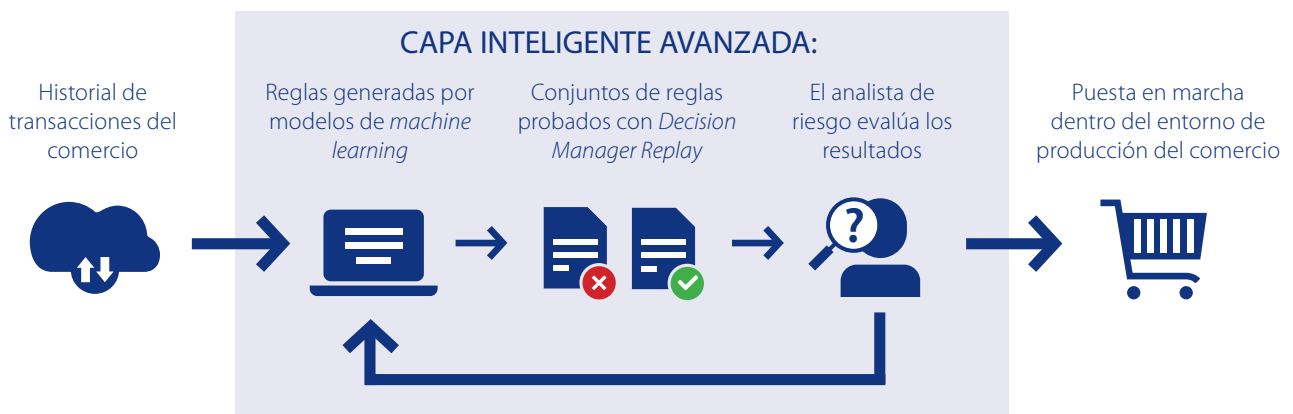 CAPA INTELIGENTE AVANZADA:
Historial de
transacciones del
comercio
Reglas generadas por
modelos de machine
learning
Conjuntos de reglas
probados con Decision
Manager Replay
El analista de
riesgo evalúa los
resultados
Puesta en marcha
dentro del entorno de
producción del comercio
?